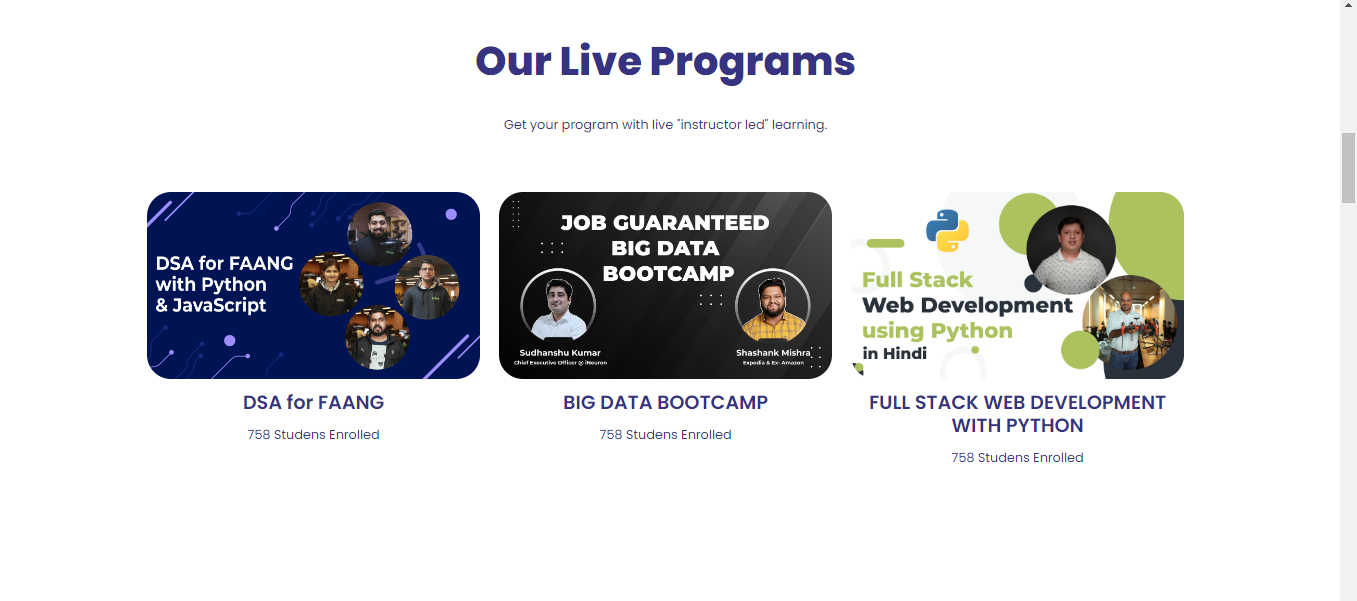 Our Live Programs
Get your program with live "instructor led" learning.
DSA for FAANG
with Python
& JavaScript
JOB GUARANTEED
BIG DATA
BOOTCAMP
Sudhanshu Kumar
Chief Executive Officer @ iNeuron
Shashank Mishra
Expedia & Ex- Amazon
Full Stack
Web Development
using Python
in Hindi
DSA for FAANG
758 Studens Enrolled
BIG DATA BOOTCAMP
758 Studens Enrolled
FULL STACK WEB DEVELOPMENT
WITH PYTHON
758 Studens Enrolled